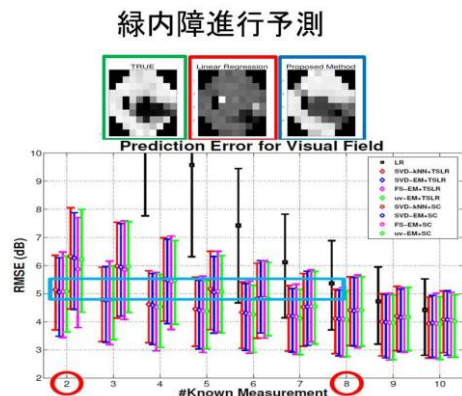 緑内障進行予測
TRUE
Linear Regression
Proposed Method
Prediction Error for Visual Field
10
9
8
7
6
5
4
3
2
RMSE (dB)
LR
SVD-kNN+TSLR
SVD-EM+TSLR
FS-EM+TSLR
uv-EM+TSLR
SVD-kNN+SC
SVD-EM+SC
FS-EM+SC
uv-EM+SC
2 3 4 5 6 7 8 9 10
#Known Measurement